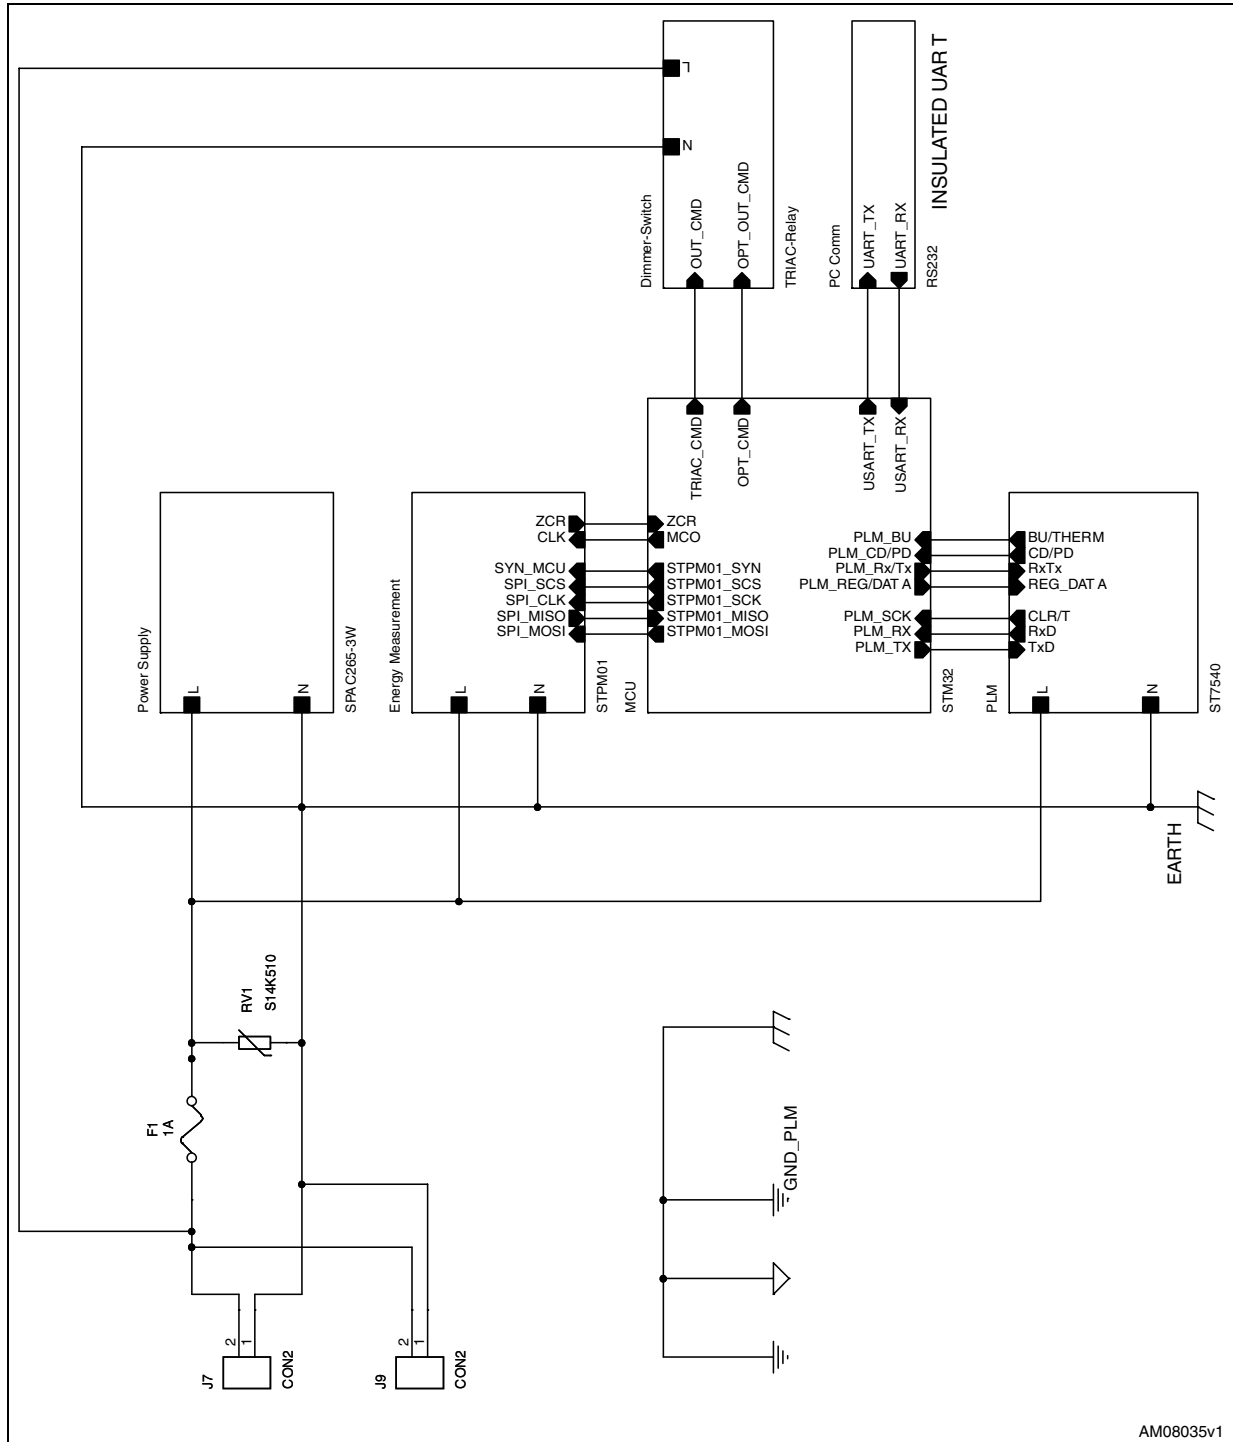 L
N
Dimmer-Switch
OUT_CMD
OPT_OUT_CMD
TRIAC-Relay
PC Comm
UART_TX
UART_RX
RS232
INSULATED UAR T
TRIAC_CMD
OPT_CMD
USART_TX
USART_RX
Power Supply
L
N
SPAC265-3W
Energy Measurement
ZCR
CLK
SYN_MCU
SPI_SCS
SPI_CLK
SPI_MISO
SPI_MOSI
L
N
STPM01
MCU
ZCR
MCO
STPM01_SYN
STPM01_SCS
STPM01_SCK
STPM01_MISO
STPM01_MOSI
PLM_BU
PLM_CD/PD
PLM_Rx/Tx
PLM_REG/DAT A
PLM_SCK
PLM_RX
PLM_TX
STM32
PLM
BU/THERM
CD/PD
RxTx
REG_DAT A
CLR/T
RxD
TxD
L
N
ST7540
EARTH
RV1
S14K510
F1
1A
GND_PLM
J7
2
1
CON2
J9
2
1
CON2
AM08035v1